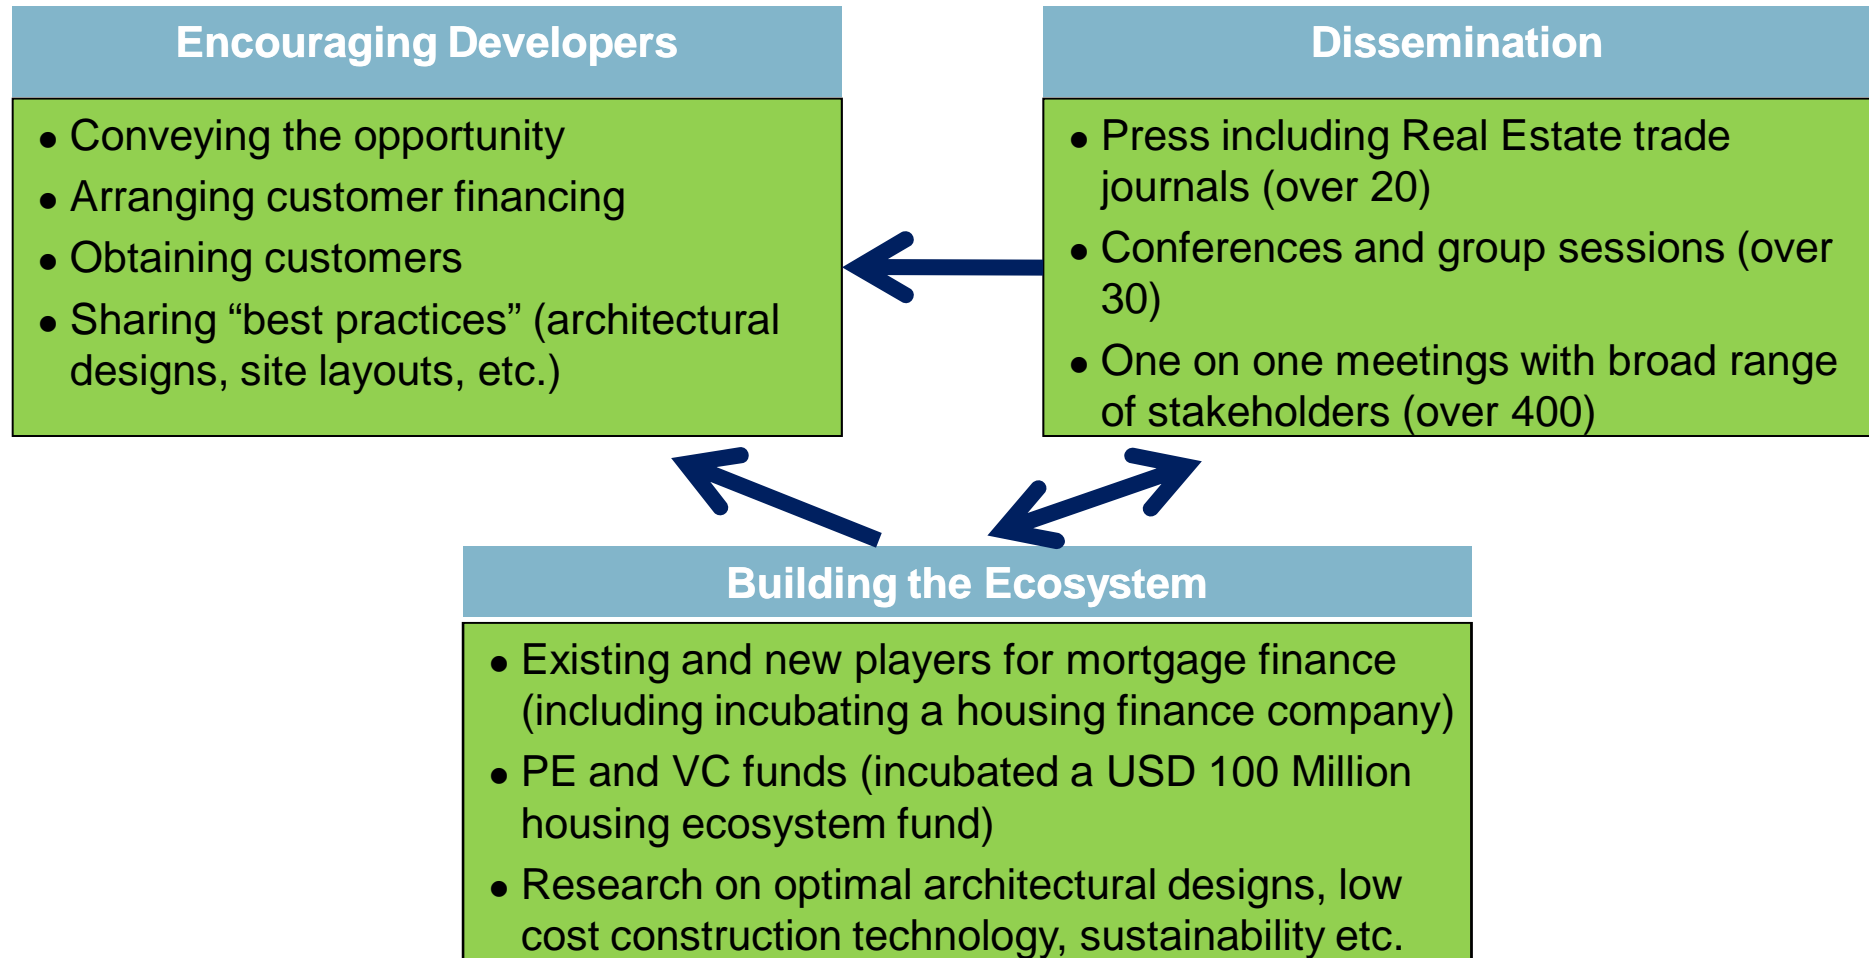 Encouraging Developers
• Conveying the opportunity
• Arranging customer financing
• Obtaining customers
• Sharing “best practices” (architectural
designs, site layouts, etc.)
Dissemination
• Press including Real Estate trade
journals (over 20)
• Conferences and group sessions (over
30)
• One on one meetings with broad range
of stakeholders (over 400)
Building the Ecosystem
• Existing and new players for mortgage finance
(including incubating a housing finance company)
• PE and VC funds (incubated a USD 100 Million
housing ecosystem fund)
• Research on optimal architectural designs, low
cost construction technology, sustainability etc.